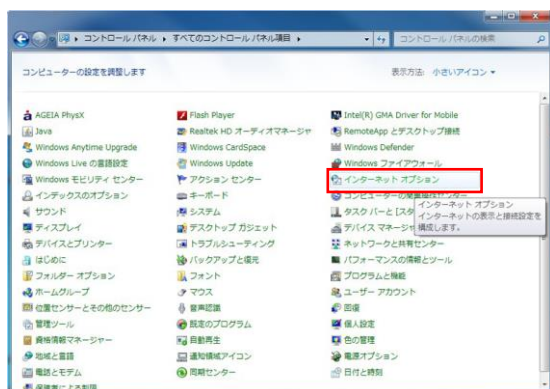 コントロール パネル ▸ すべてのコントロール パネル項目 ▸
コントロール パネルの検索
コンピューターの設定を調整します
表示方法: 小さいアイコン
AGEIA PhysX
Flash Player
Intel(R) GMA Driver for Mobile
Java
Realtek HD オーディオマネージャ
RemoteApp とデスクトップ接続
Windows Anytime Upgrade
Windows CardSpace
Windows Defender
Windows Live の言語設定
Windows Update
Windows ファイアウォール
Windows モビリティ センター
アクション センター
インターネット オプション
インデックスのオプション
キーボード
サウンド
システム
タスク バーと [スタ
インターネット オプション
インターネットの表示と接続設定を
構成します。
ディスプレイ
デスクトップ ガジェット
デバイス マネージャ
デバイスとプリンター
トラブルシューティング
ネットワークと共有センター
はじめに
バックアップと復元
パフォーマンスの情報とツール
フォルダー オプション
フォント
プログラムと機能
ホームグループ
マウス
ユーザー アカウント
位置センサーとその他のセンサー
音声認識
回復
管理ツール
既定のプログラム
個人設定
資格情報マネージャー
自動再生
色の管理
地域と言語
通知領域アイコン
電源オプション
電話とモデム
同期センター
日付と時刻